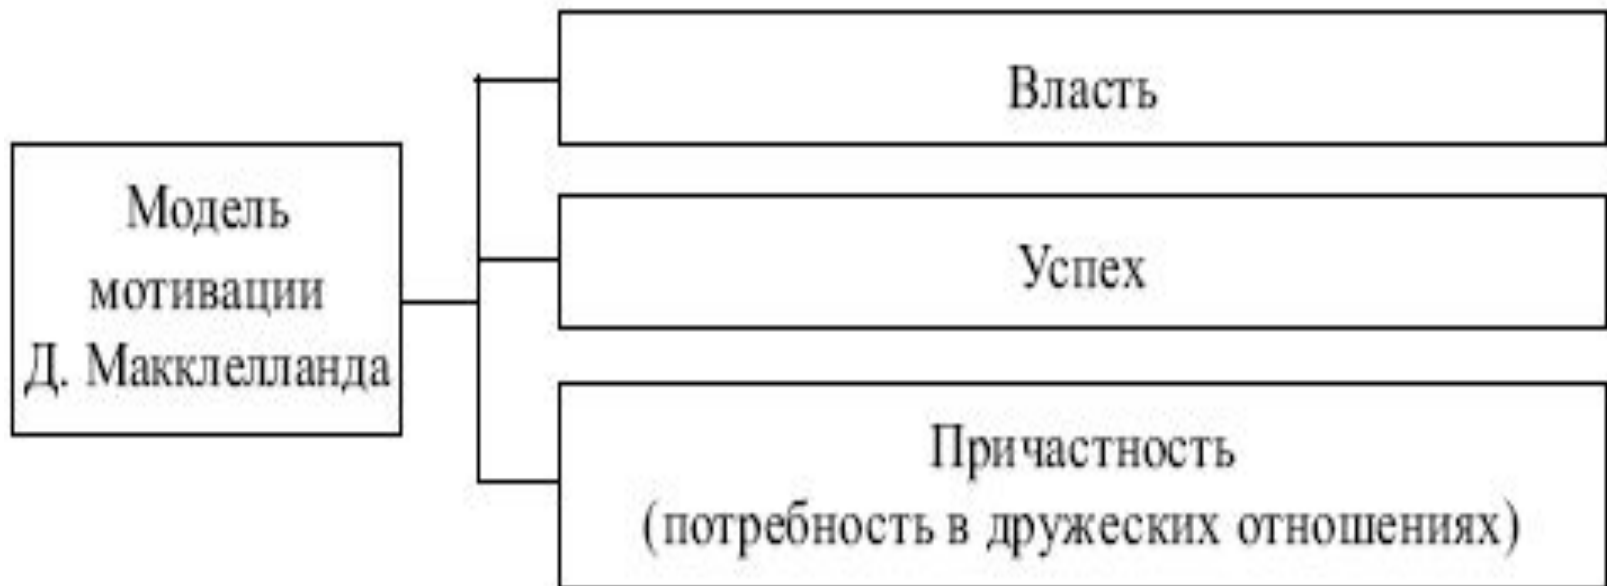 Модель
мотивации
Д. Макклелланда
Власть
Успех
Причастность
(потребность в дружеских отношениях)